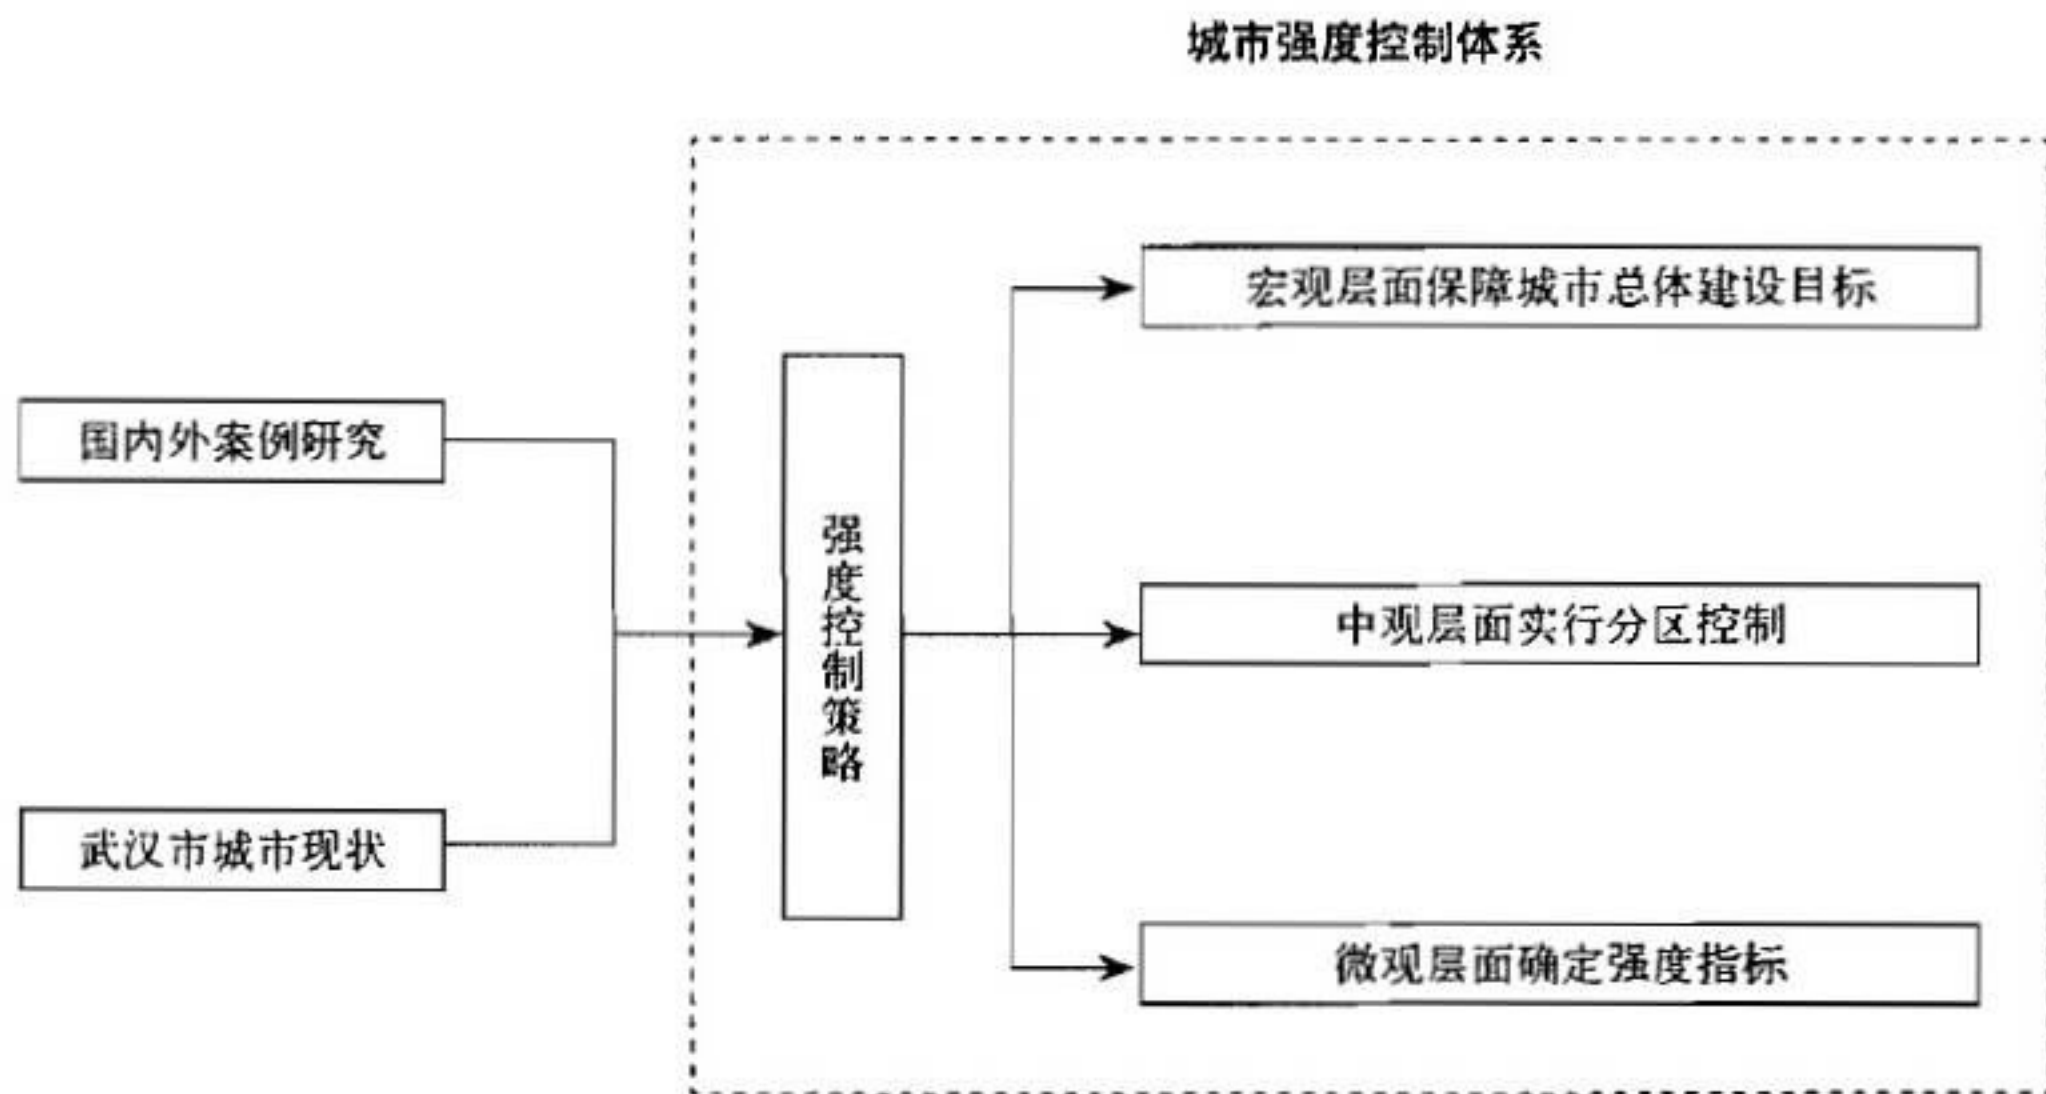 城市强度控制体系
国内外案例研究
武汉市城市现状
强度控制策略
宏观层面保障城市总体建设目标
中观层面实行分区控制
微观层面确定强度指标